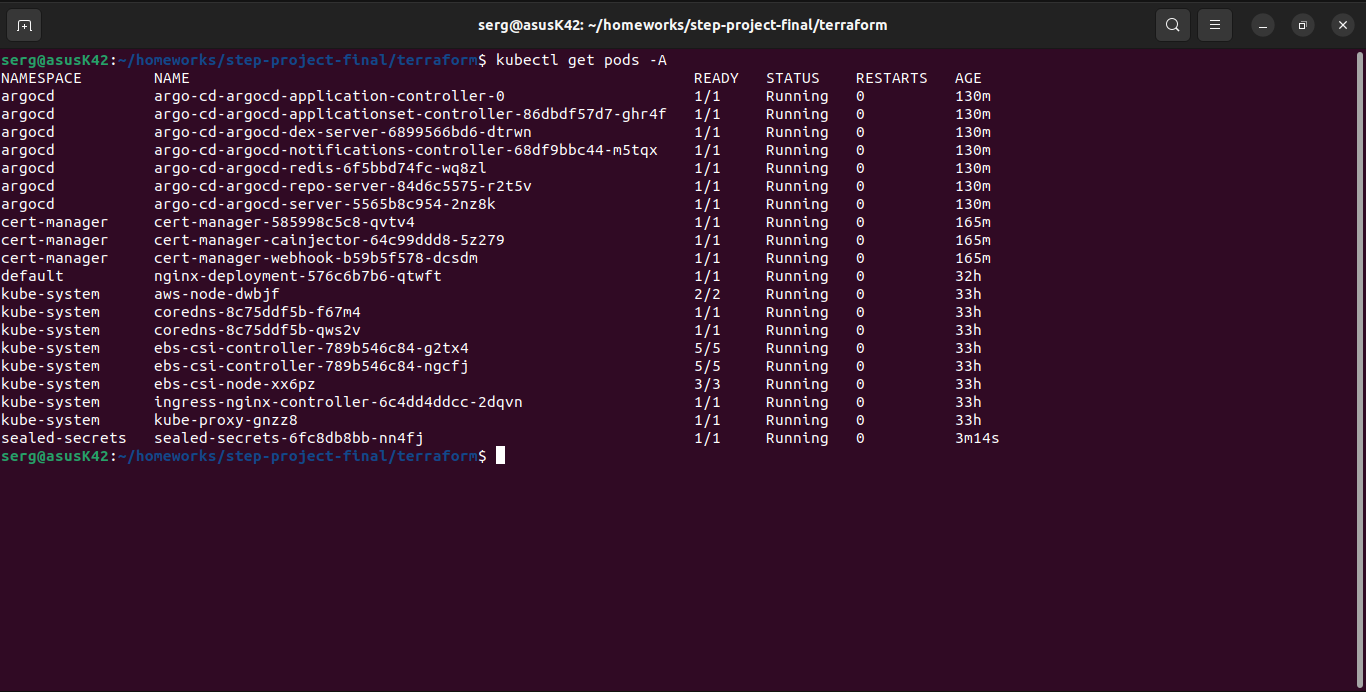 serg@asusK42: ~/homeworks/step-project-final/terraform
serg@asusK42:~/homeworks/step-project-final/terraform$ kubectl get pods -A
NAMESPACE NAME READY STATUS RESTARTS AGE
argocd argo-cd-argocd-application-controller-0 1/1 Running 0 130m
argocd argo-cd-argocd-applicationset-controller-86dbdf57d7-ghr4f 1/1 Running 0 130m
argocd argo-cd-argocd-dex-server-6899566bd6-dtrwn 1/1 Running 0 130m
argocd argo-cd-argocd-notifications-controller-68df9bbc44-m5tqx 1/1 Running 0 130m
argocd argo-cd-argocd-redis-6f5bbd74fc-wq8zl 1/1 Running 0 130m
argocd argo-cd-argocd-repo-server-84d6c5575-r2t5v 1/1 Running 0 130m
argocd argo-cd-argocd-server-5565b8c954-2nz8k 1/1 Running 0 130m
cert-manager cert-manager-585998c5c8-qvtv4 1/1 Running 0 165m
cert-manager cert-manager-cainjector-64c99ddd8-5z279 1/1 Running 0 165m
cert-manager cert-manager-webhook-b59b5f578-dcsdm 1/1 Running 0 165m
default nginx-deployment-576c6b7b6-qtwft 1/1 Running 0 32h
kube-system aws-node-dwbjf 2/2 Running 0 33h
kube-system coredns-8c75ddf5b-f67m4 1/1 Running 0 33h
kube-system coredns-8c75ddf5b-qws2v 1/1 Running 0 33h
kube-system ebs-csi-controller-789b546c84-g2tx4 5/5 Running 0 33h
kube-system ebs-csi-controller-789b546c84-ngcfj 5/5 Running 0 33h
kube-system ebs-csi-node-xx6pz 3/3 Running 0 33h
kube-system ingress-nginx-controller-6c4dd4ddcc-2dqvn 1/1 Running 0 33h
kube-system kube-proxy-gnzz8 1/1 Running 0 33h
sealed-secrets sealed-secrets-6fc8db8bb-nn4fj 1/1 Running 0 3m14s
serg@asusK42:~/homeworks/step-project-final/terraform$